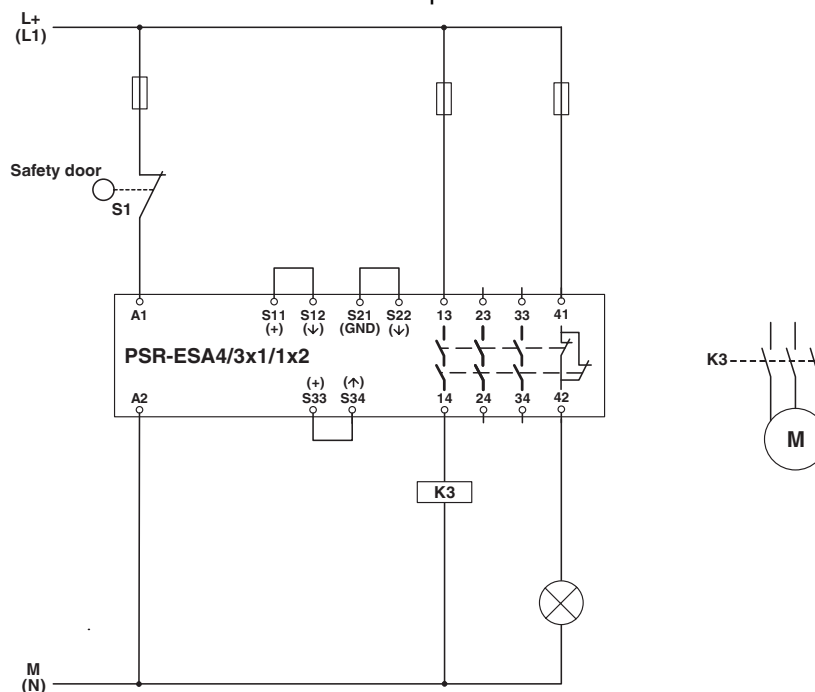 L+
(L1)
Safety door
S1
A1 S11 S12 S21 S22 13 23 33 41
(+) (↓) (GND) (↓)
PSR-ESA4/3x1/1x2
K3
(+) (↑)
A2 S33 S34 14 24 34 42
M
K3
M
(N)